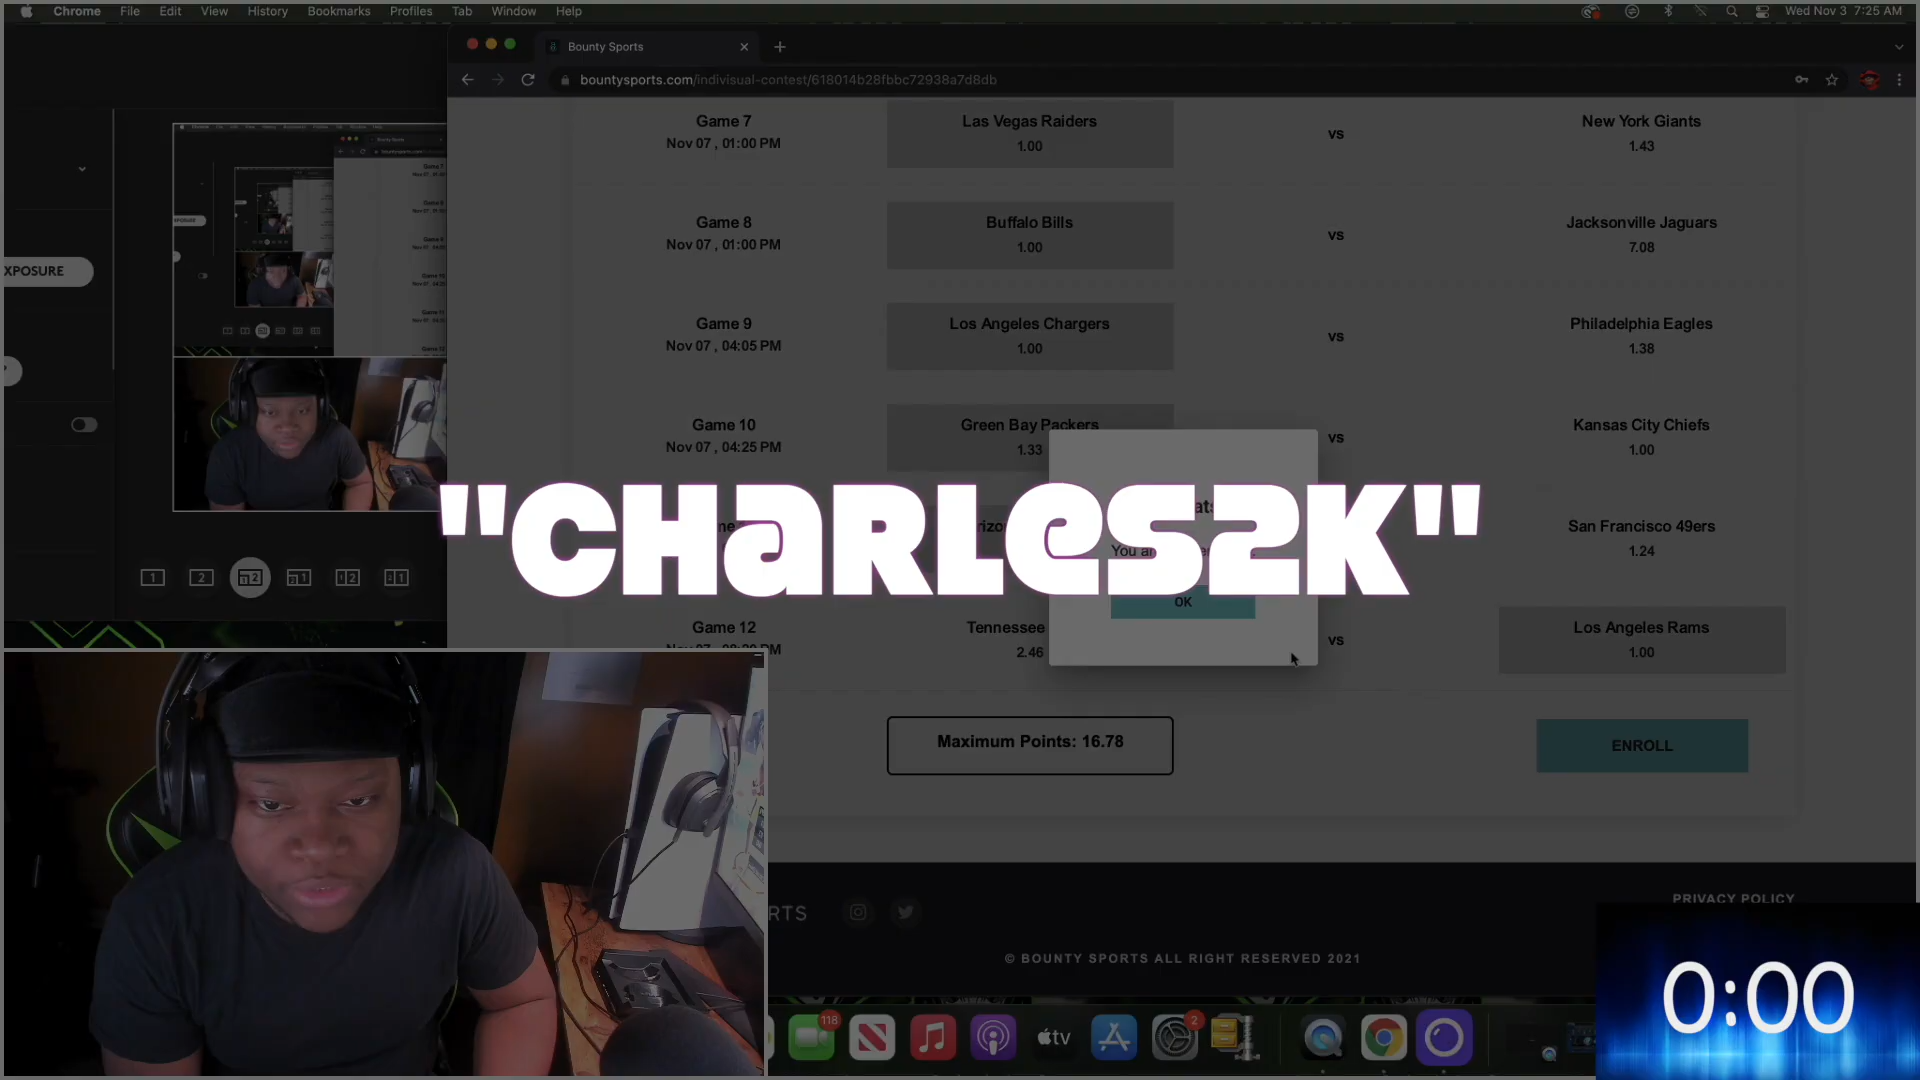 Chrome File Edit View History Bookmarks Profiles Tab Window Help
Wed Nov 3 7:25 AM
Bounty Sports
bountysports.com/indivisual-contest/618014b28fbbc72938a7d8db
Game 7 Las Vegas Raiders New York Giants
Nov 07 , 01:00 PM 1.00 vs 1.43
Game 8 Buffalo Bills Jacksonville Jaguars
Nov 07 , 01:00 PM 1.00 vs 7.08
XPOSURE
Game 9 Los Angeles Chargers Philadelphia Eagles
Nov 07 , 04:05 PM 1.00 vs 1.38
Game 10 Green Bay Packers Kansas City Chiefs
Nov 07 , 04:25 PM 1.33 vs 1.00
"CHaRLes2K"
San Francisco 49ers
1.24
You
OK
Game 12 Tennessee Los Angeles Rams
2.46 vs 1.00
Maximum Points: 16.78
ENROLL
RTS
PRIVACY POLICY
© BOUNTY SPORTS ALL RIGHT RESERVED 2021
118
tv
2
0:00